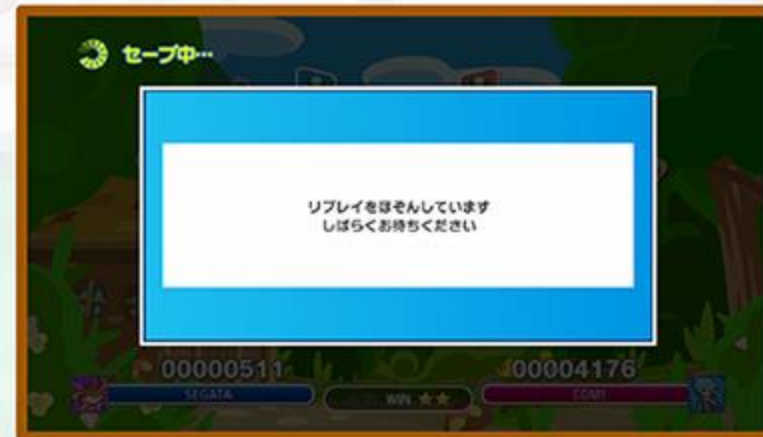 セーブ中…
リプレイをほぞんしています
しばらくお待ちください
00000511 00004176
SEGATA WIN ★★ COM1